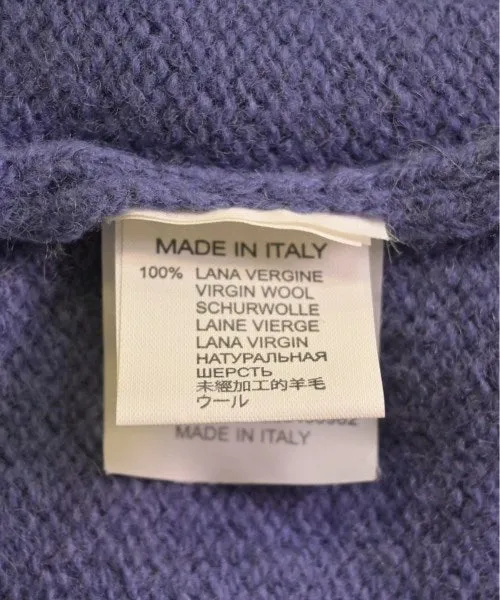 MADE IN ITALY
100% LANA VERGINE
VIRGIN WOOL
SCHURWOLLE
LAINE VIERGE
LANA VIRGIN
НАТУРАЛЬНАЯ
ШЕРСТЬ
未經加工的羊毛
ウール
MADE IN ITALY